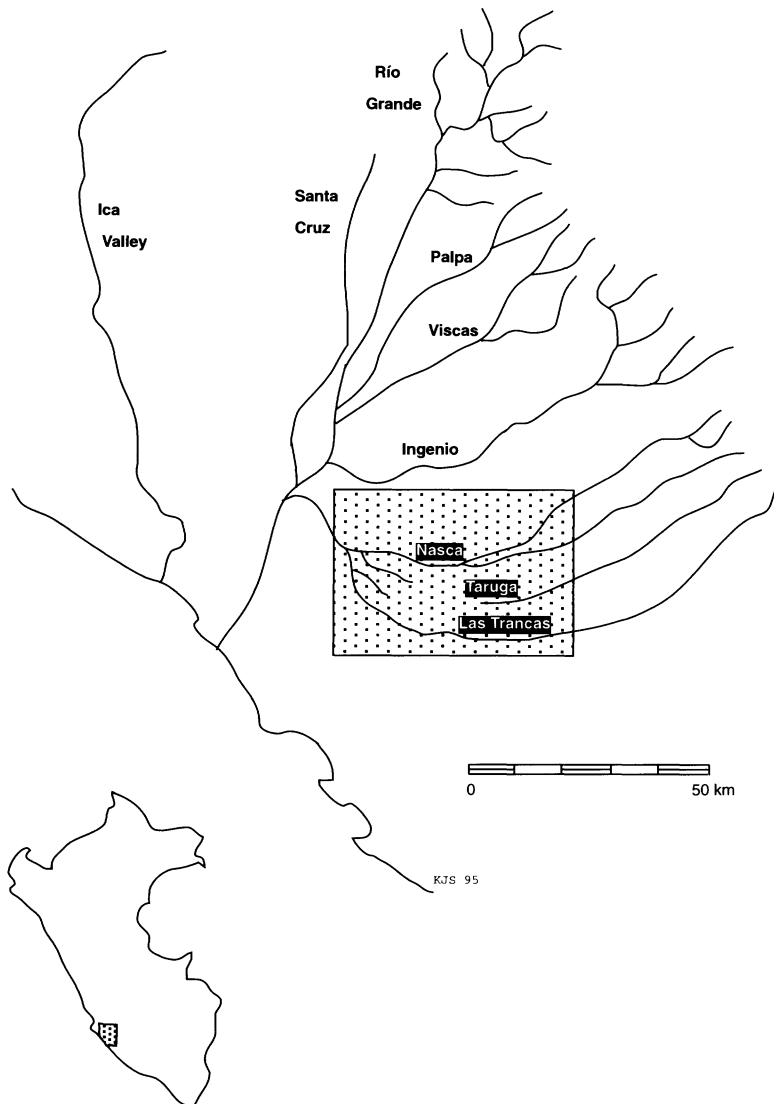 Río
Grande
Ica
Valley
Santa
Cruz
Palpa
Viscas
Ingenio
Nasca
Taruga
Las Trancas
0 50 km
KJS 95